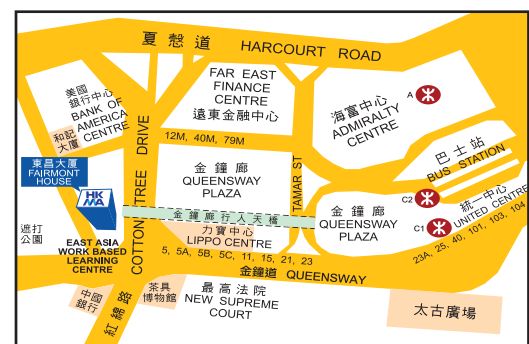 夏慤道 HARCOURT ROAD
美國
銀行中心
BANK OF
AMERICA
CENTRE
和記
大廈
FAR EAST
FINANCE
CENTRE
遠東金融中心
海富中心
ADMIRALTY
CENTRE
A
12M, 40M, 79M
COTTON TREE DRIVE
紅綿路
TAMAR ST
巴士站
BUS STATION
東昌大厦
FAIRMONT
HOUSE
HK
MA
金鐘廊
QUEENSWAY
PLAZA
金鐘廊行人天橋
金鐘廊
QUEENSWAY
PLAZA
C2
C1
統一中心
UNITED CENTRE
23A, 25, 40, 101, 103, 104
遮打
公園
EAST ASIA
WORK BASED
LEARNING
CENTRE
力寶中心
LIPPO CENTRE
5, 5A, 5B, 5C, 11, 15, 21, 23
金鐘道 QUEENSWAY
中國
銀行
茶具
博物館
最高法院
NEW SUPREME
COURT
太古廣場